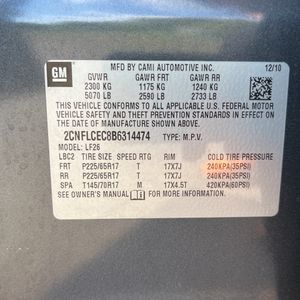 GM
MFD BY CAMI AUTOMOTIVE INC. 12/10
GVWR GAWR FRT GAWR RR
2300 KG 1175 KG 1240 KG
5070 LB 2590 LB 2733 LB
THIS VEHICLE CONFORMS TO ALL APPLICABLE U.S. FEDERAL MOTOR
VEHICLE SAFETY AND THEFT PREVENTION STANDARDS IN EFFECT
ON THE DATE OF MANUFACTURE SHOWN ABOVE.
2CNFLCEC8B6314474 TYPE: M.P.V.
MODEL: LF26
LBC2 TIRE SIZE SPEED RTG RIM COLD TIRE PRESSURE
FRT P225/65R17 T 17X7J 240KPA(35PSI)
RR P225/65R17 T 17X7J 240KPA(35PSI)
SPA T145/70R17 M 17X4.5T 420KPA(60PSI)
SEE OWNER'S MANUAL FOR MORE INFORMATION.